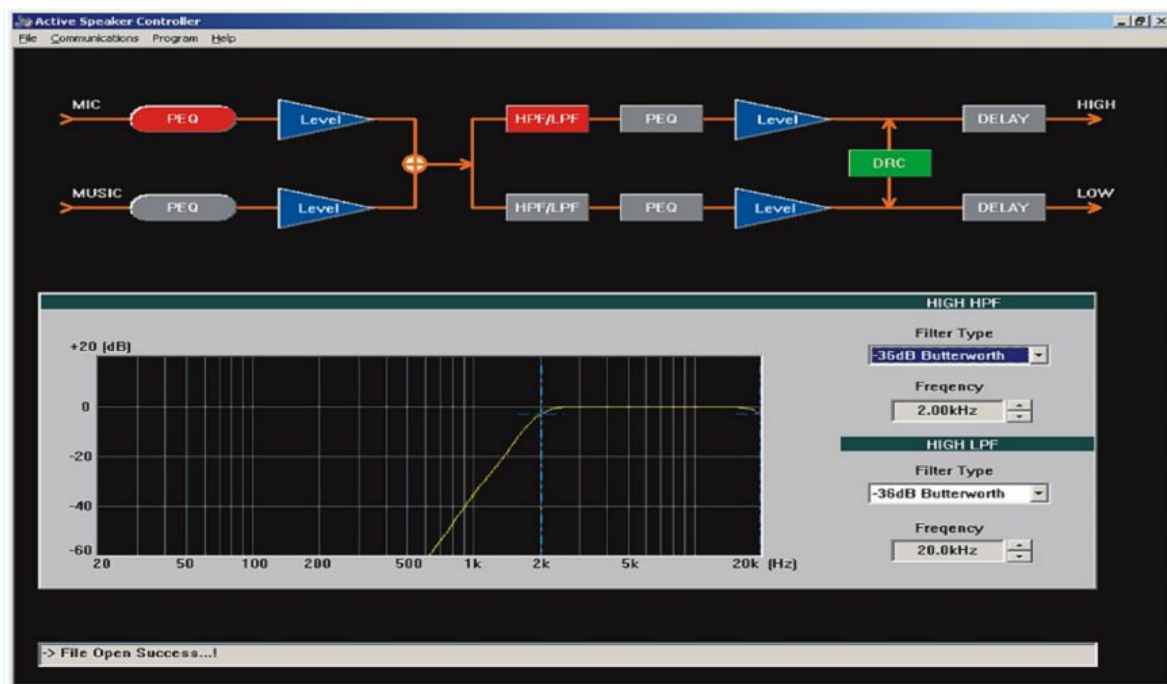 Active Speaker Controller
File Communications Program Help
MIC
PEQ
Level
HPF/LPF
PEQ
Level
DELAY
HIGH
DRC
MUSIC
PEQ
Level
HPF/LPF
PEQ
Level
DELAY
LOW
HIGH HPF
Filter Type
-36dB Butterworth
Freqency
2.00kHz
HIGH LPF
Filter Type
-36dB Butterworth
Freqency
20.0kHz
+20 [dB)
0
-20
-40
-60
20 50 100 200 500 1k 2k 5k 20k [Hz)
-> File Open Success...!